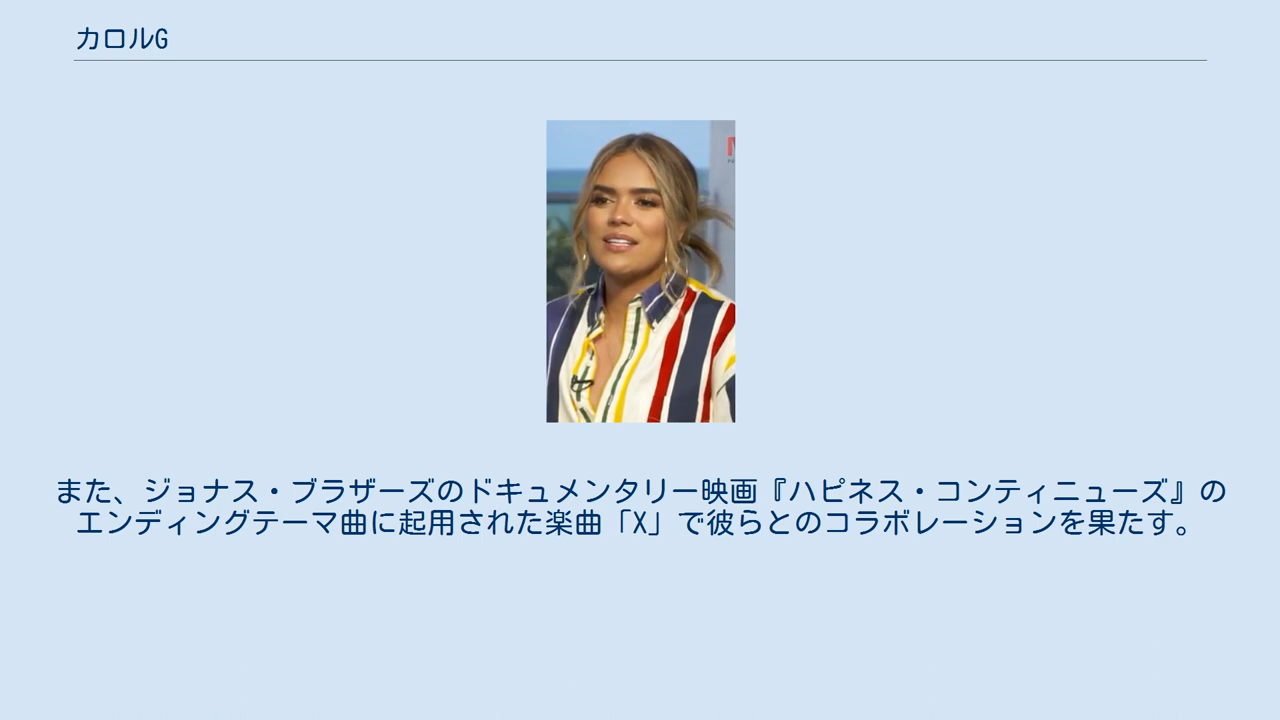 カロルG
また、ジョナス・ブラザーズのドキュメンタリー映画『ハピネス・コンティニューズ』の
エンディングテーマ曲に起用された楽曲「X」で彼らとのコラボレーションを果たす。